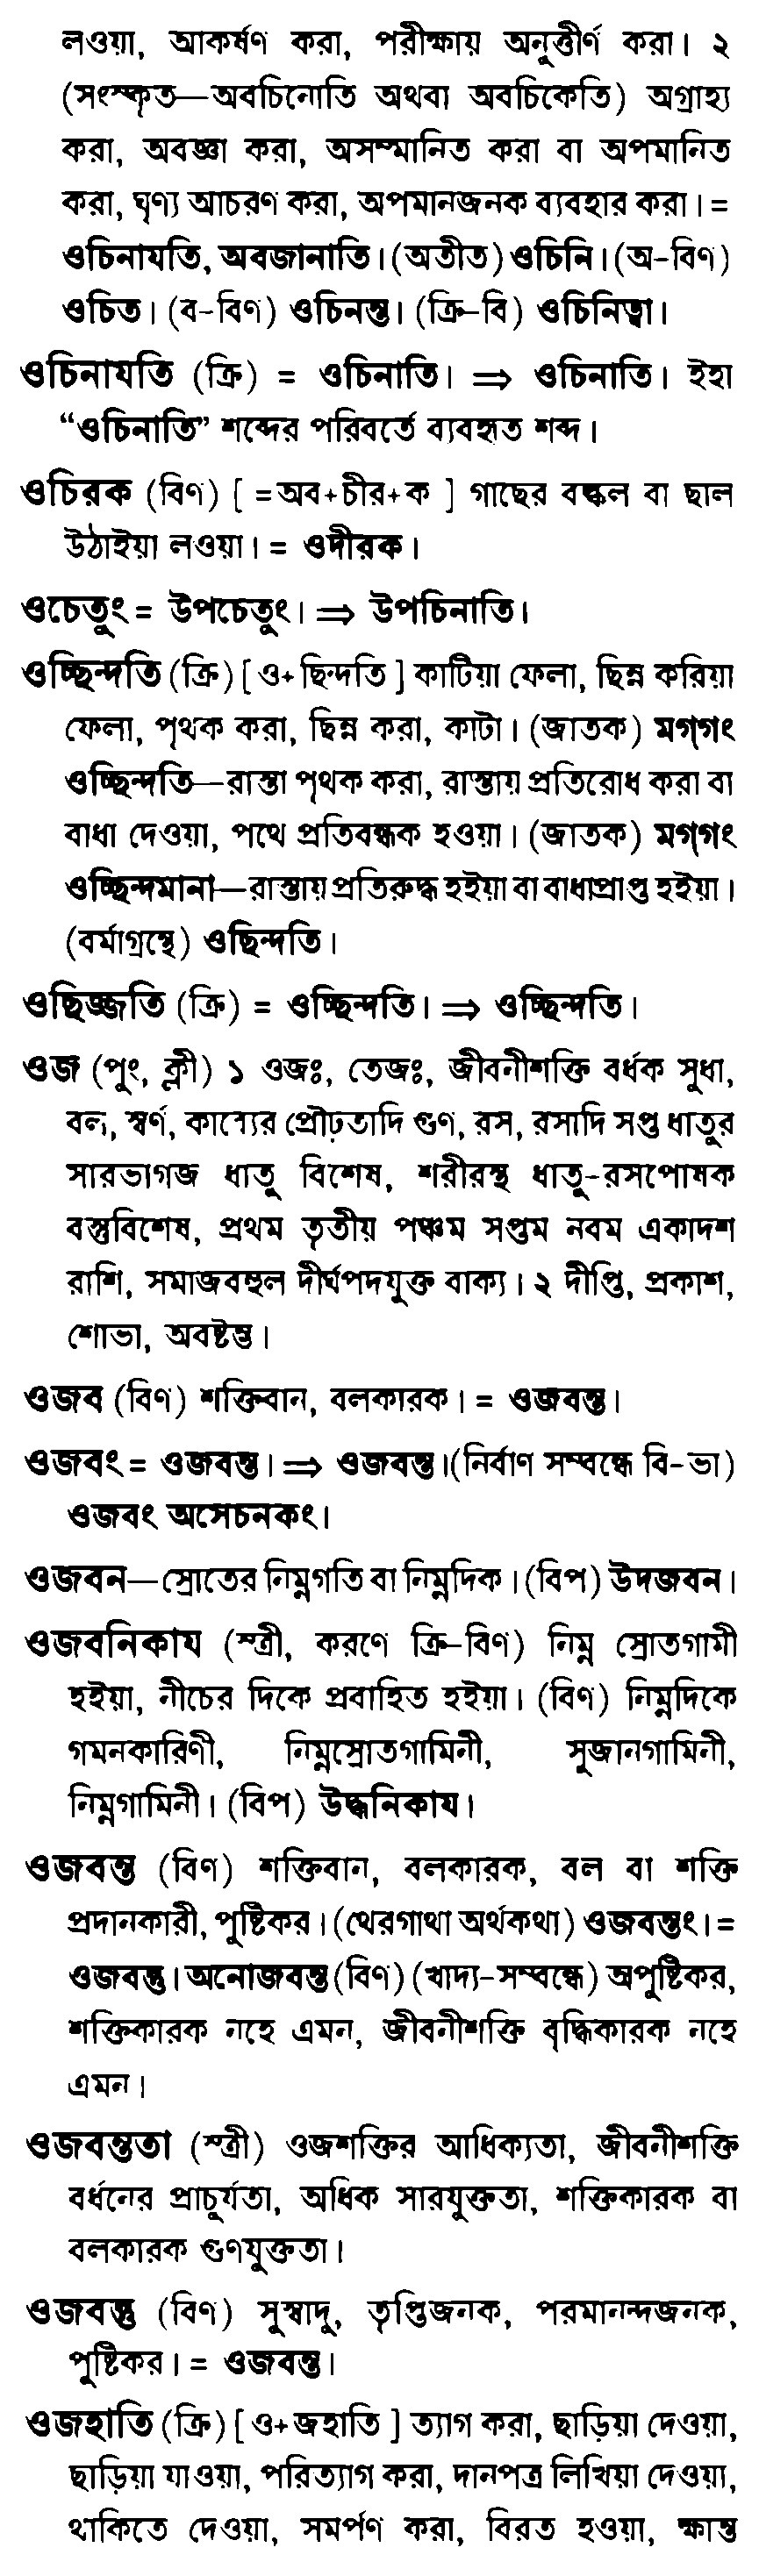 লওয়া, আকর্ষণ করা, পরীক্ষায় অনুত্তীর্ণ করা। ২
(সংস্কৃত—অবচিনোতি অথবা অবচিকেতি) অগ্রাহ্য
করা, অবজ্ঞা করা, অসম্মানিত করা বা অপমানিত
করা, ঘৃণ্য আচরণ করা, অপমানজনক ব্যবহার করা। =
ওচিনাযতি, অবজানাতি। (অতীত) ওচিনি। (অ-বিণ)
ওচিত। (ব-বিণ) ওচিনন্ত। (ক্রি-বি) ওচিনিত্বা।
ওচিনাযতি (ক্রি) = ওচিনাতি। ⇒ ওচিনাতি। ইহা
“ওচিনাতি” শব্দের পরিবর্তে ব্যবহৃত শব্দ।
ওচিরক (বিণ) [ =অব+চীর+ক ] গাছের বল্কল বা ছাল
উঠাইয়া লওয়া। = ওদীরক।
ওচেতুং = উপচেতুং। ⇒ উপচিনাতি।
ওচ্ছিন্দতি (ক্রি) [ ও+ ছিন্দতি ] কাটিয়া ফেলা, ছিন্ন করিয়া
ফেলা, পৃথক করা, ছিন্ন করা, কাটা। (জাতক) মগ্গং
ওচ্ছিন্দতি—রাস্তা পৃথক করা, রাস্তায় প্রতিরোধ করা বা
বাধা দেওয়া, পথে প্রতিবন্ধক হওয়া। (জাতক) মগ্গং
ওচ্ছিন্দমানা—রাস্তায় প্রতিরুদ্ধ হইয়া বা বাধাপ্রাপ্ত হইয়া।
(বর্মাগ্রন্থে) ওছিন্দতি।
ওছিজ্জতি (ক্রি) = ওচ্ছিন্দতি। ⇒ ওচ্ছিন্দতি।
ওজ (পুং, ক্লী) ১ ওজঃ, তেজঃ, জীবনীশক্তি বর্ধক সুধা,
বল, স্বর্ণ, কাব্যের প্রৌঢ়তাদি গুণ, রস, রসাদি সপ্ত ধাতুর
সারভাগজ ধাতু বিশেষ, শরীরস্থ ধাতু-রসপোষক
বস্তুবিশেষ, প্রথম তৃতীয় পঞ্চম সপ্তম নবম একাদশ
রাশি, সমাজবহুল দীর্ঘপদযুক্ত বাক্য। ২ দীপ্তি, প্রকাশ,
শোভা, অবষ্টম্ভ।
ওজব (বিণ) শক্তিবান, বলকারক। = ওজবন্ত।
ওজবং = ওজবন্ত। ⇒ ওজবন্ত। (নির্বাণ সম্বন্ধে বি-ভা)
ওজবং অসেচনকং।
ওজবন—স্রোতের নিম্নগতি বা নিম্নদিক। (বিপ) উদজবন।
ওজবনিকায (স্ত্রী, করণে ক্রি-বিণ) নিম্ন স্রোতগামী
হইয়া, নীচের দিকে প্রবাহিত হইয়া। (বিণ) নিম্নদিকে
গমনকারিণী, নিম্নস্রোতগামিনী, সুজানগামিনী,
নিম্নগামিনী। (বিপ) উদ্ধনিকায।
ওজবন্ত (বিণ) শক্তিবান, বলকারক, বল বা শক্তি
প্রদানকারী, পুষ্টিকর। (থেরগাথা অর্থকথা) ওজবন্তং। =
ওজবন্তু। অনোজবন্ত (বিণ) (খাদ্য-সম্বন্ধে) অপুষ্টিকর,
শক্তিকারক নহে এমন, জীবনীশক্তি বৃদ্ধিকারক নহে
এমন।
ওজবন্ততা (স্ত্রী) ওজশক্তির আধিক্যতা, জীবনীশক্তি
বর্ধনের প্রাচুর্যতা, অধিক সারযুক্ততা, শক্তিকারক বা
বলকারক গুণযুক্ততা।
ওজবন্তু (বিণ) সুস্বাদু, তৃপ্তিজনক, পরমানন্দজনক,
পুষ্টিকর। = ওজবন্ত।
ওজহাতি (ক্রি) [ ও+জহাতি ] ত্যাগ করা, ছাড়িয়া দেওয়া,
ছাড়িয়া যাওয়া, পরিত্যাগ করা, দানপত্র লিখিয়া দেওয়া,
থাকিতে দেওয়া, সমর্পণ করা, বিরত হওয়া, ক্ষান্ত